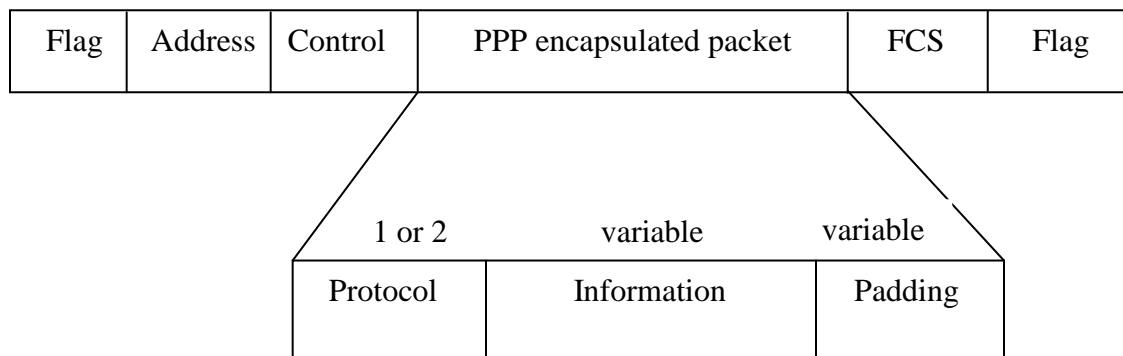 Flag Address Control PPP encapsulated packet FCS Flag
1 or 2 variable variable
Protocol Information Padding